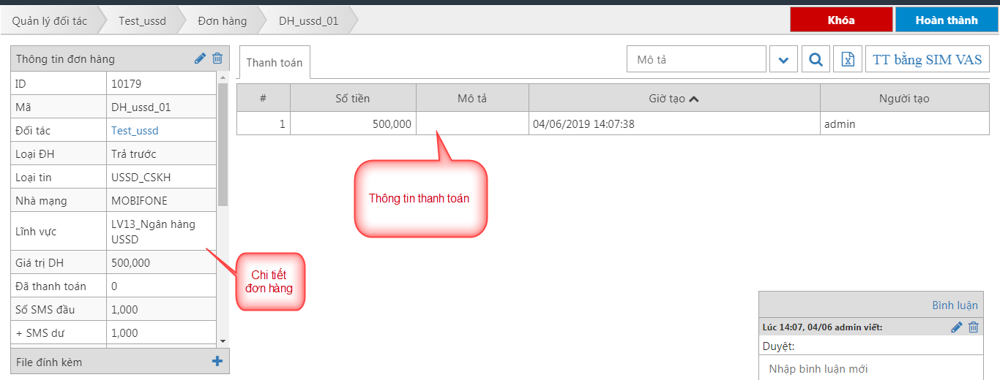 Quản lý đối tác Test_ussd Đơn hàng DH_ussd_01 Khóa Hoàn thành
Thông tin đơn hàng
ID 10179
Mã DH_ussd_01
Đối tác Test_ussd
Loại ĐH Trả trước
Loại tin USSD_CSKH
Nhà mạng MOBIFONE
Lĩnh vực LV13_Ngân hàng
USSD
Giá trị DH 500,000
Đã thanh toán 0
Số SMS đầu 1,000
+ SMS dư 1,000
File đính kèm
Chi tiết
đơn hàng
Thanh toán Mô tả TT bằng SIM VAS
# Số tiền Mô tả Giờ tạo Người tạo
1 500,000 04/06/2019 14:07:38 admin
Thông tin thanh toán
Bình luận
Lúc 14:07, 04/06 admin viết:
Duyệt:
Nhập bình luận mới